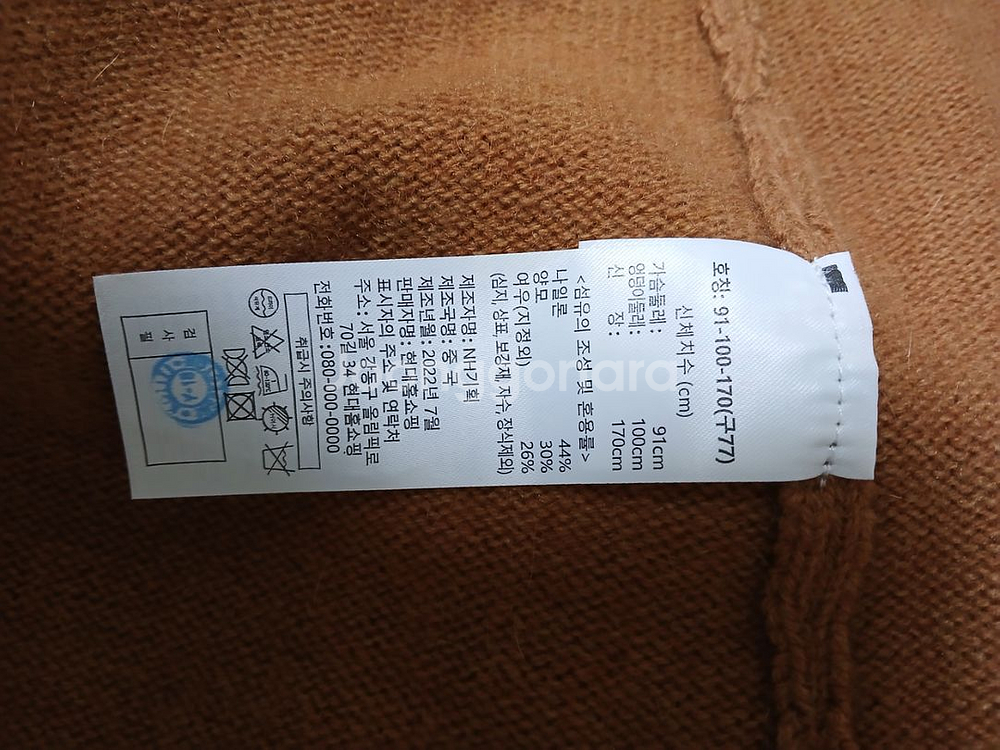 호칭: 91-100-170(구77)
신체치수 (cm)
가슴둘레 : 91cm
엉덩이둘레 : 100cm
신 장 : 170cm
<섬유의 조성 및 혼용률>
나일론 44%
양모 30%
여우(지정외) 26%
(심지, 상표, 보강재, 자수, 장식제외)
제조자명: NH기획
제조국명: 중 국
제조년월: 2022년 7월
판매자명: 현대홈쇼핑
표시자의 주소 및 연락처
주소: 서울 강동구 올림픽로
70길 34 현대홈쇼핑
전화번호 :080-000-0000
취급시 주의사항
검 사 필